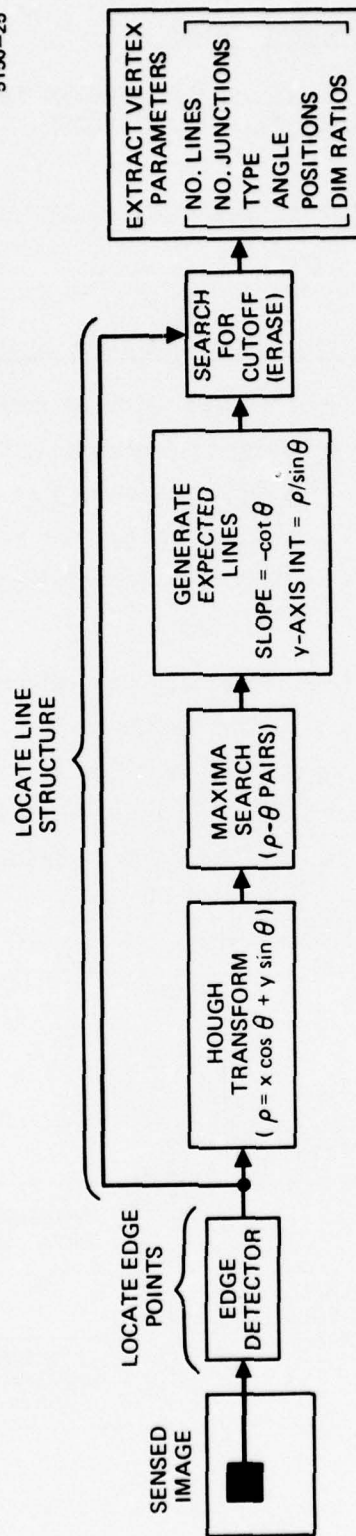 SENSED
IMAGE
LOCATE EDGE
POINTS
EDGE
DETECTOR
LOCATE LINE
STRUCTURE
HOUGH
TRANSFORM
( ρ = x cos θ + y sin θ )
MAXIMA
SEARCH
(ρ-θ PAIRS)
GENERATE
EXPECTED
LINES
SLOPE = -cot θ
y-AXIS INT = ρ/sin θ
SEARCH
FOR
CUTOFF
(ERASE)
EXTRACT VERTEX
PARAMETERS
NO. LINES
NO. JUNCTIONS
TYPE
ANGLE
POSITIONS
DIM RATIOS